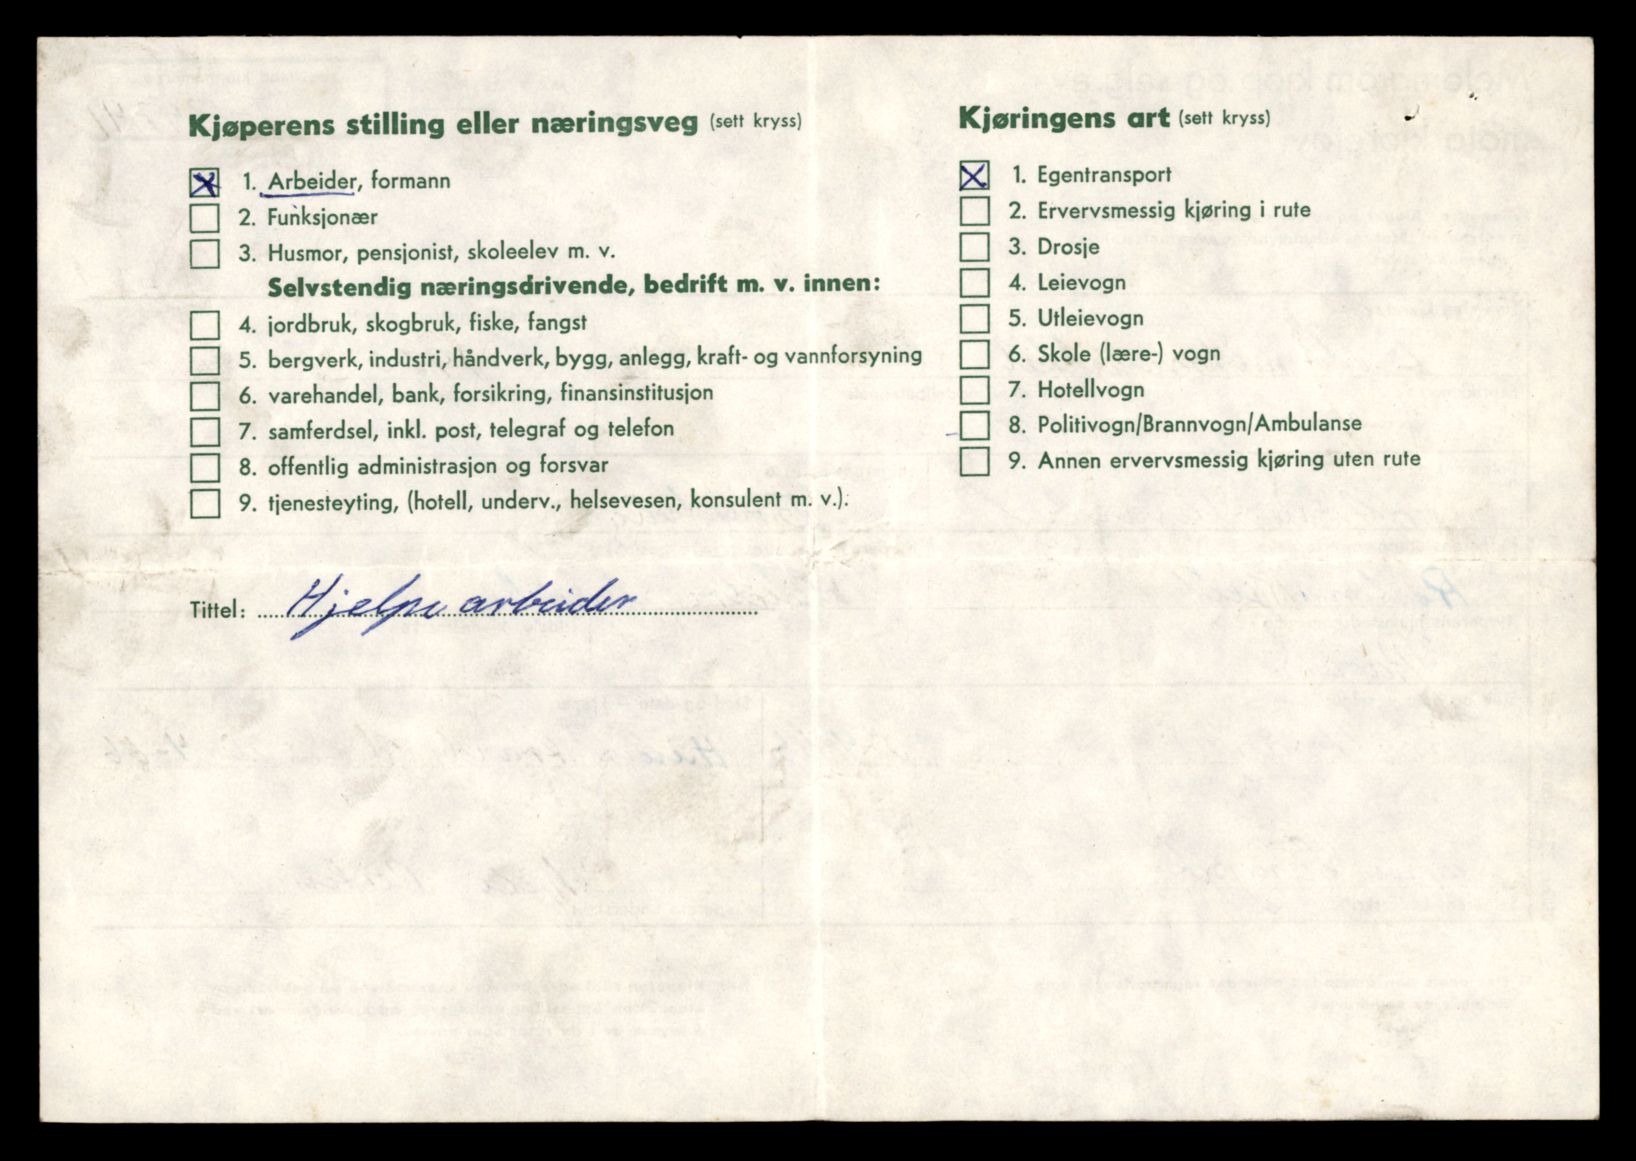 Kjøperens stilling eller næringsveg (sett kryss)
1. Arbeider, formann
2. Funksjonær
3. Husmor, pensjonist, skoleelev m. v.
Selvstendig næringsdrivende, bedrift m. v. innen:
4. jordbruk, skogbruk, fiske, fangst
5. bergverk, industri, håndverk, bygg, anlegg, kraft- og vannforsyning
6. varehandel, bank, forsikring, finansinstitusjon
7. samferdsel, inkl. post, telegraf og telefon
8. offentlig administrasjon og forsvar
9. tjenesteyting, (hotell, underv., helsevesen, konsulent m. v.).
Tittel: Hjelpe arbeider
Kjøringens art (sett kryss)
1. Egentransport
2. Ervervsmessig kjøring i rute
3. Drosje
4. Leievogn
5. Utleievogn
6. Skole (lære-) vogn
7. Hotellvogn
8. Politivogn/Brannvogn/Ambulanse
9. Annen ervervsmessig kjøring uten rute